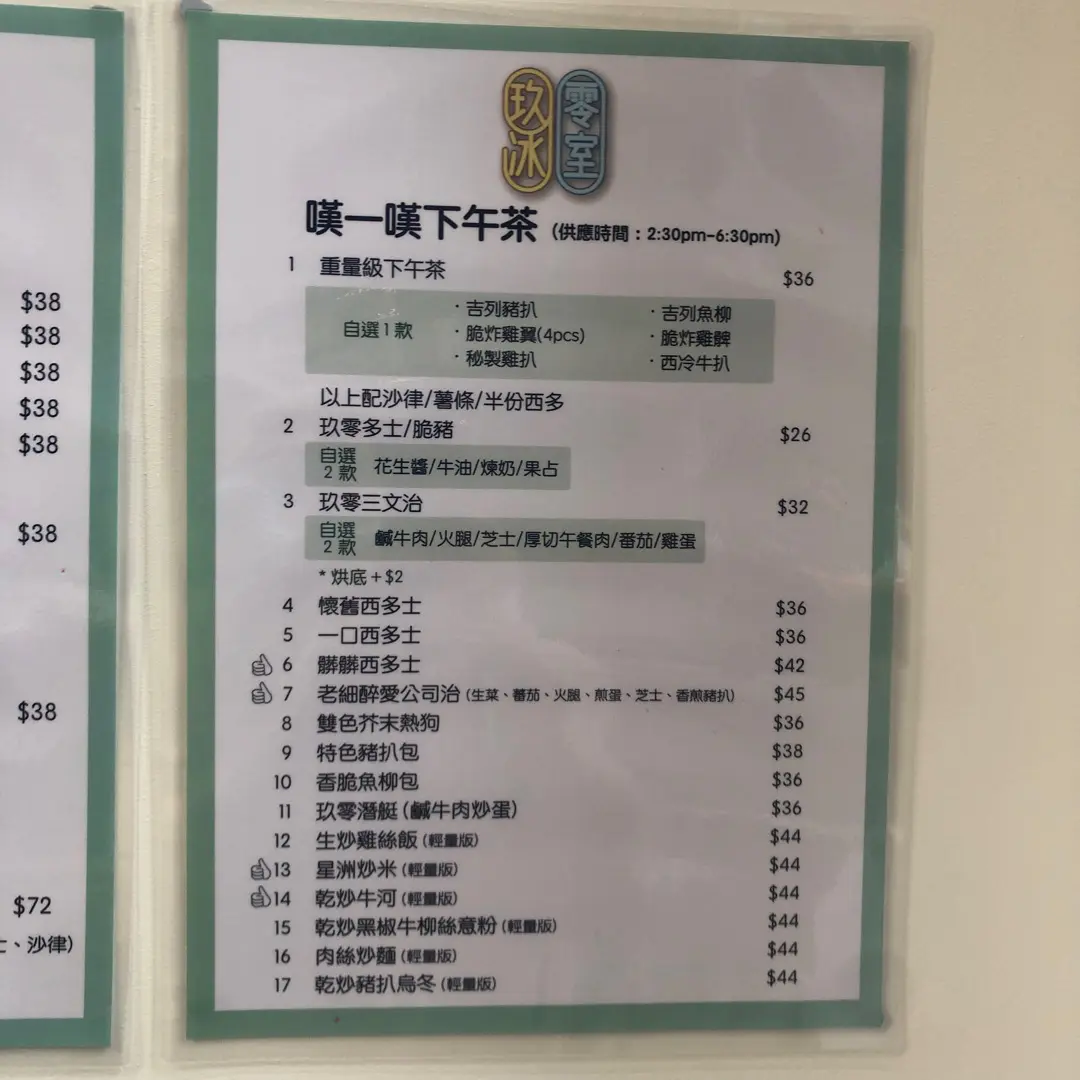 $38
$38
$38
$38
$38
$38
$38
$72
、沙律)
玖冰
零室
嘆一嘆下午茶 (供應時間：2:30pm-6:30pm)
1 重量級下午茶 $36
自選1款
·吉列豬扒 ·吉列魚柳
·脆炸雞翼(4pcs) ·脆炸雞髀
·秘製雞扒 ·西冷牛扒
以上配沙律/薯條/半份西多
2 玖零多士/脆豬 $26
自選2款 花生醬/牛油/煉奶/果占
3 玖零三文治 $32
自選2款 鹹牛肉/火腿/芝士/厚切午餐肉/番茄/雞蛋
*烘底+$2
4 懷舊西多士 $36
5 一口西多士 $36
6 髒髒西多士 $42
7 老細醉愛公司治 (生菜、蕃茄、火腿、煎蛋、芝士、香煎豬扒) $45
8 雙色芥末熱狗 $36
9 特色豬扒包 $38
10 香脆魚柳包 $36
11 玖零潛艇 (鹹牛肉炒蛋) $36
12 生炒雞絲飯 (輕量版) $44
13 星洲炒米 (輕量版) $44
14 乾炒牛河 (輕量版) $44
15 乾炒黑椒牛柳絲意粉 (輕量版) $44
16 肉絲炒麵 (輕量版) $44
17 乾炒豬扒烏冬 (輕量版) $44